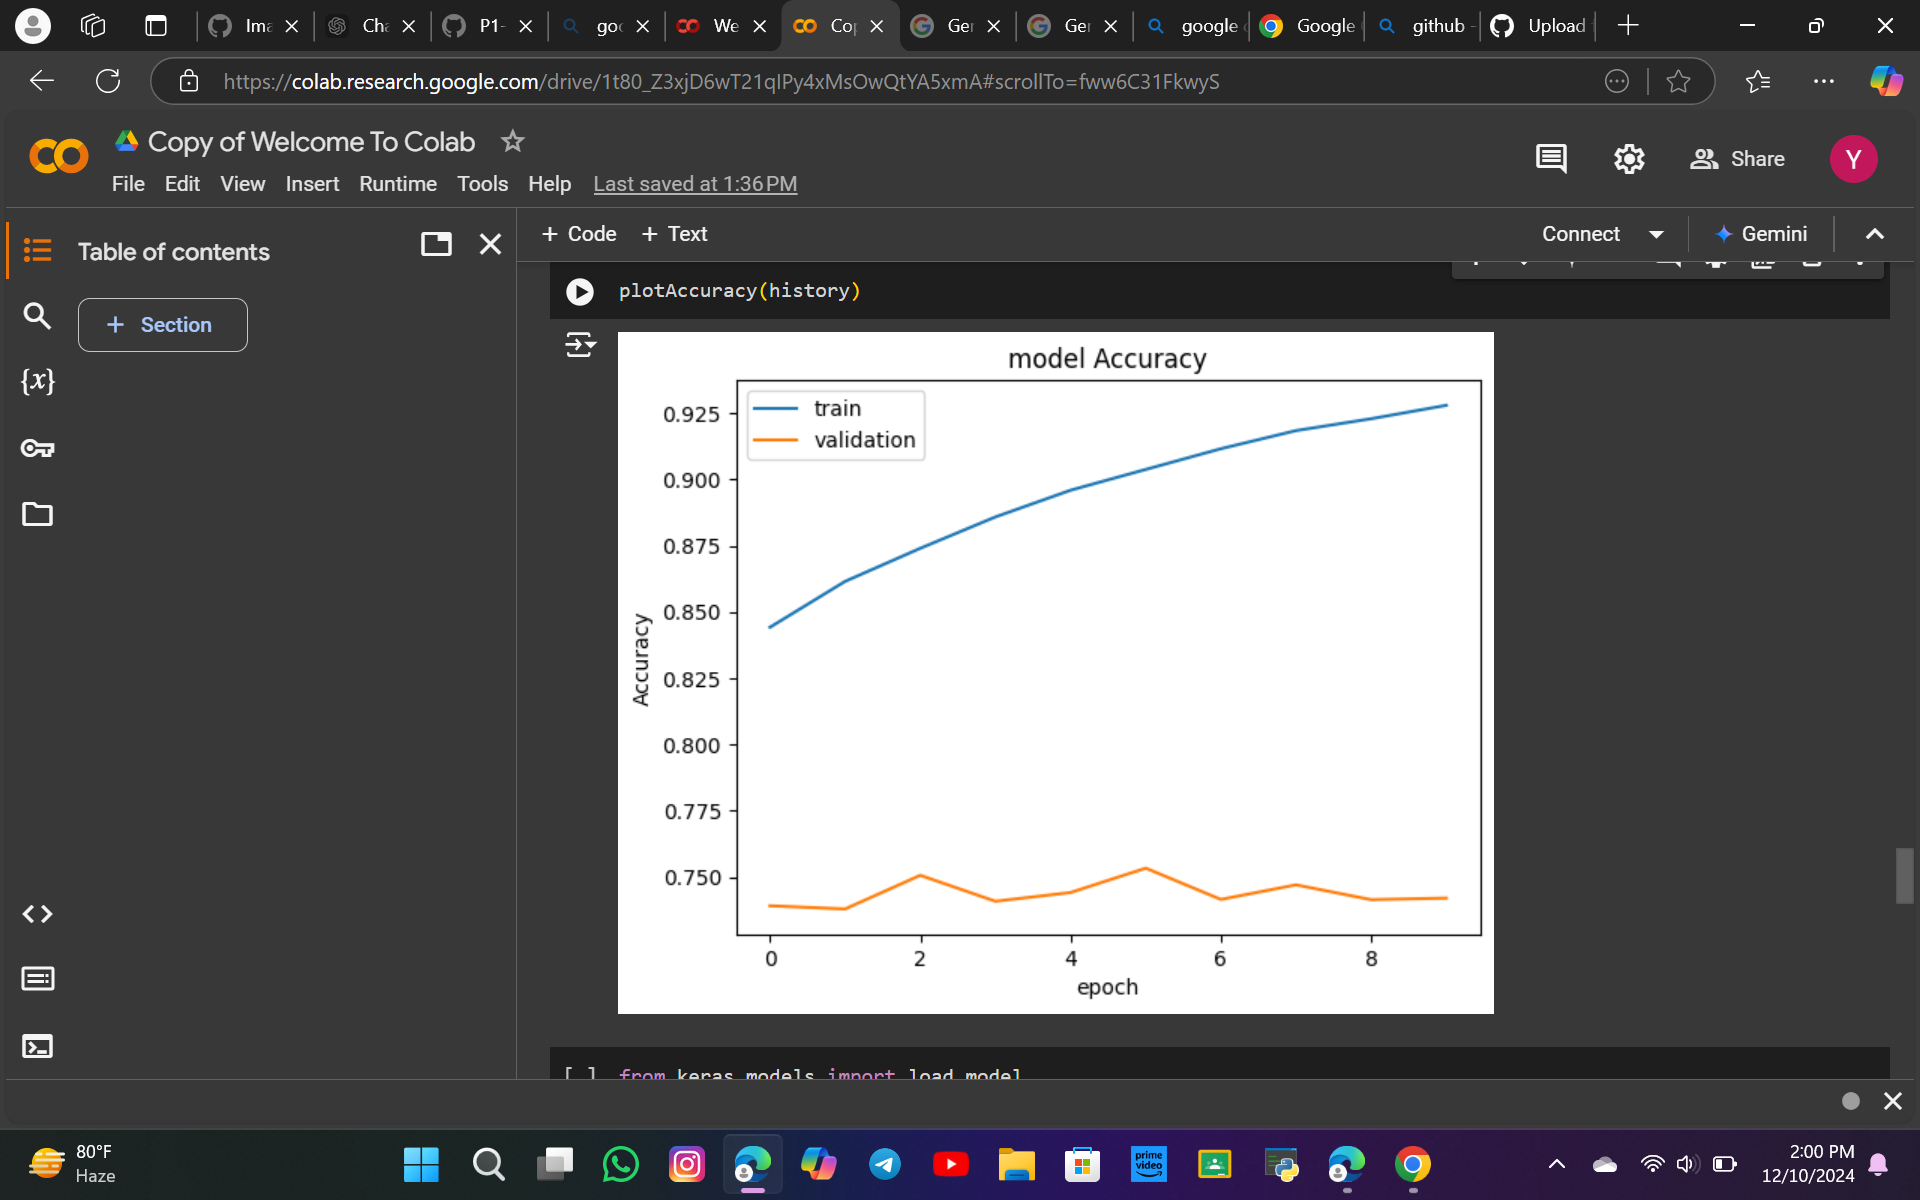 Ima
Cha
P1-
goo
We
Cop
Ger
Ger
google
Google
github -
Upload
https://colab.research.google.com/drive/1t80_Z3xjD6wT21qIPy4xMsOwQtYA5xmA#scrollTo=fww6C31FkwyS
Copy of Welcome To Colab
File Edit View Insert Runtime Tools Help Last saved at 1:36 PM
Share
Y
Table of contents
+ Section
{x}
+ Code + Text
Connect
Gemini
plotAccuracy(history)
model Accuracy
train
validation
0.925
0.900
0.875
0.850
0.825
0.800
0.775
0.750
Accuracy
0 2 4 6 8
epoch
[ ] from keras.models import load_model
80°F
Haze
prime video
2:00 PM
12/10/2024